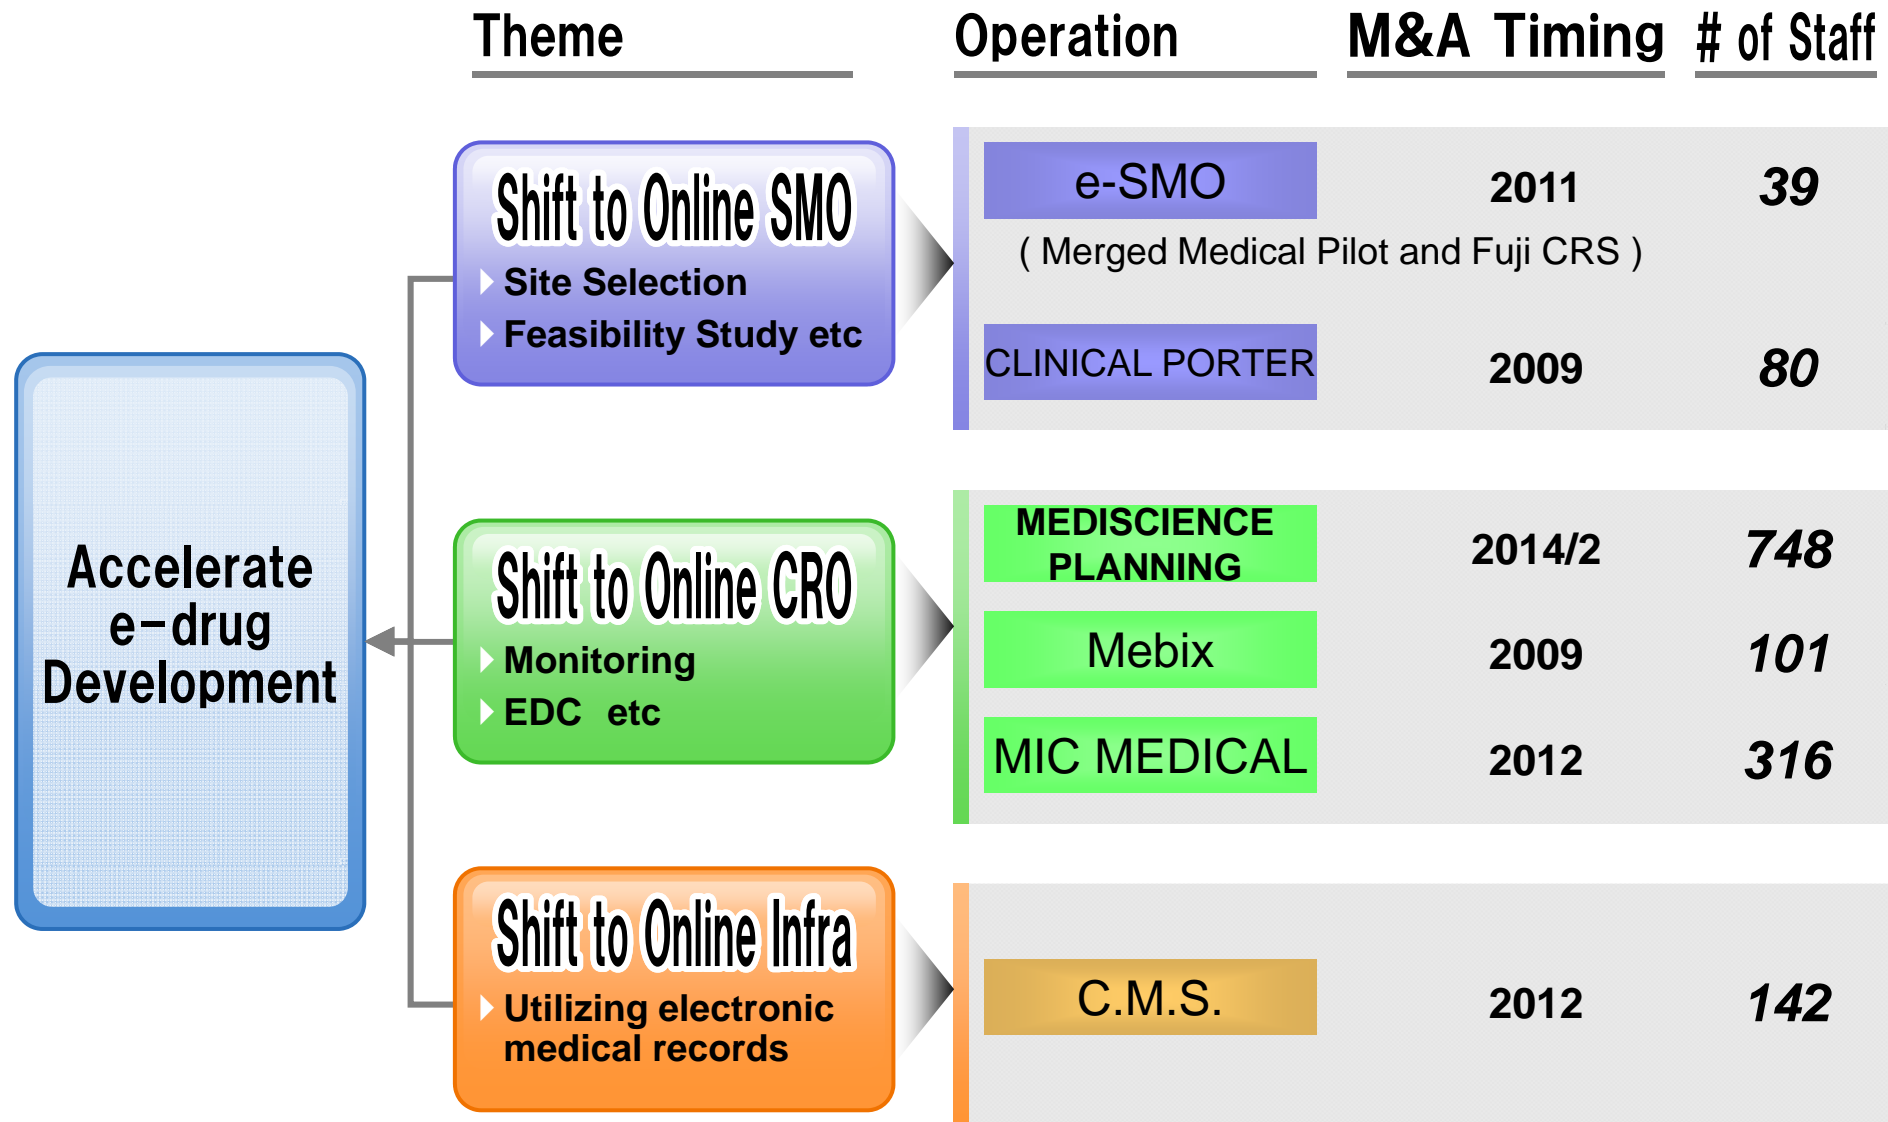 Theme
Operation
M&A Timing
# of Staff
Accelerate
e-drug
Development
Shift to Online SMO
Site Selection
Feasibility Study etc
e-SMO
2011
39
( Merged Medical Pilot and Fuji CRS )
CLINICAL PORTER
2009
80
Shift to Online CRO
Monitoring
EDC etc
MEDISCIENCE
PLANNING
2014/2
748
Mebix
2009
101
MIC MEDICAL
2012
316
Shift to Online Infra
Utilizing electronic
medical records
C.M.S.
2012
142